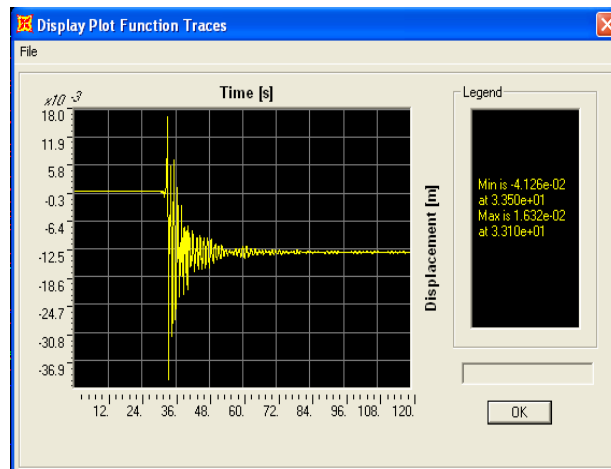 Display Plot Function Traces
File
x10 -3
Time [s]
18.0
11.9
5.8
-0.3
-6.4
-12.5
-18.6
-24.7
-30.8
-36.9
12. 24. 36. 48. 60. 72. 84. 96. 108. 120.
Displacement [m]
Legend
Min is -4.126e-02
at 3.350e+01
Max is 1.632e-02
at 3.310e+01
OK